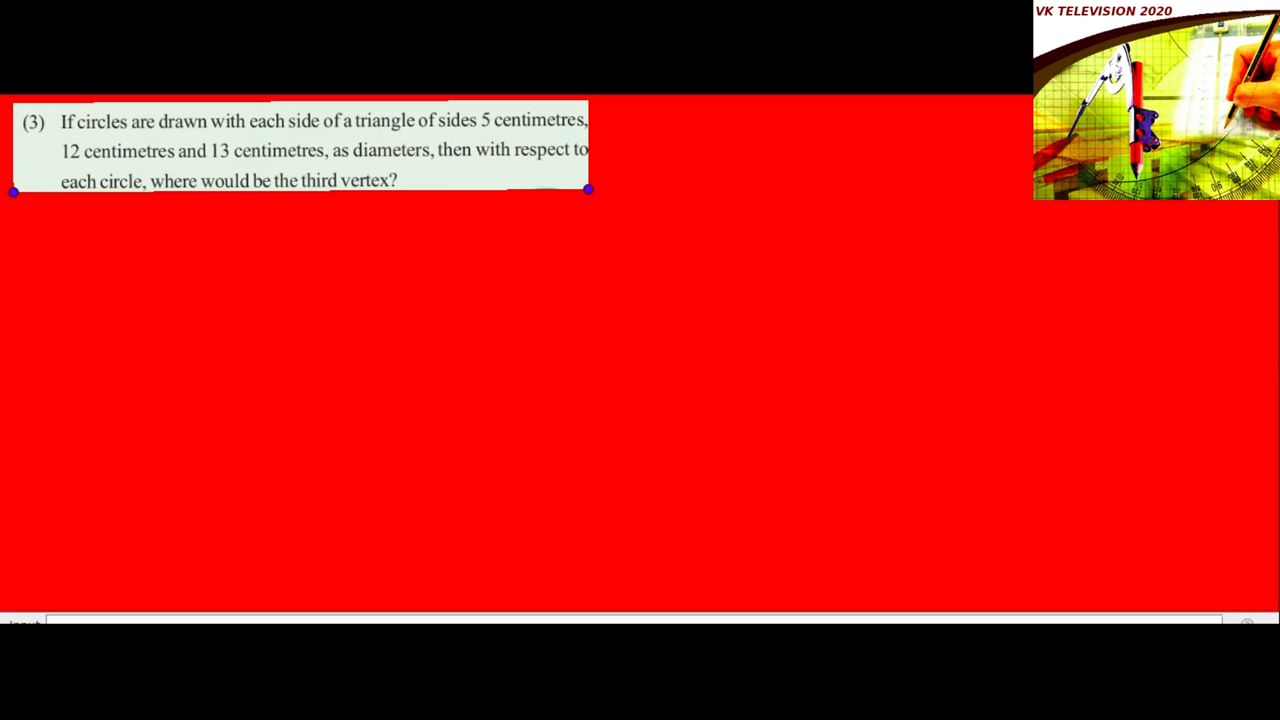 VK TELEVISION 2020
(3) If circles are drawn with each side of a triangle of sides 5 centimetres,
12 centimetres and 13 centimetres, as diameters, then with respect to
each circle, where would be the third vertex?